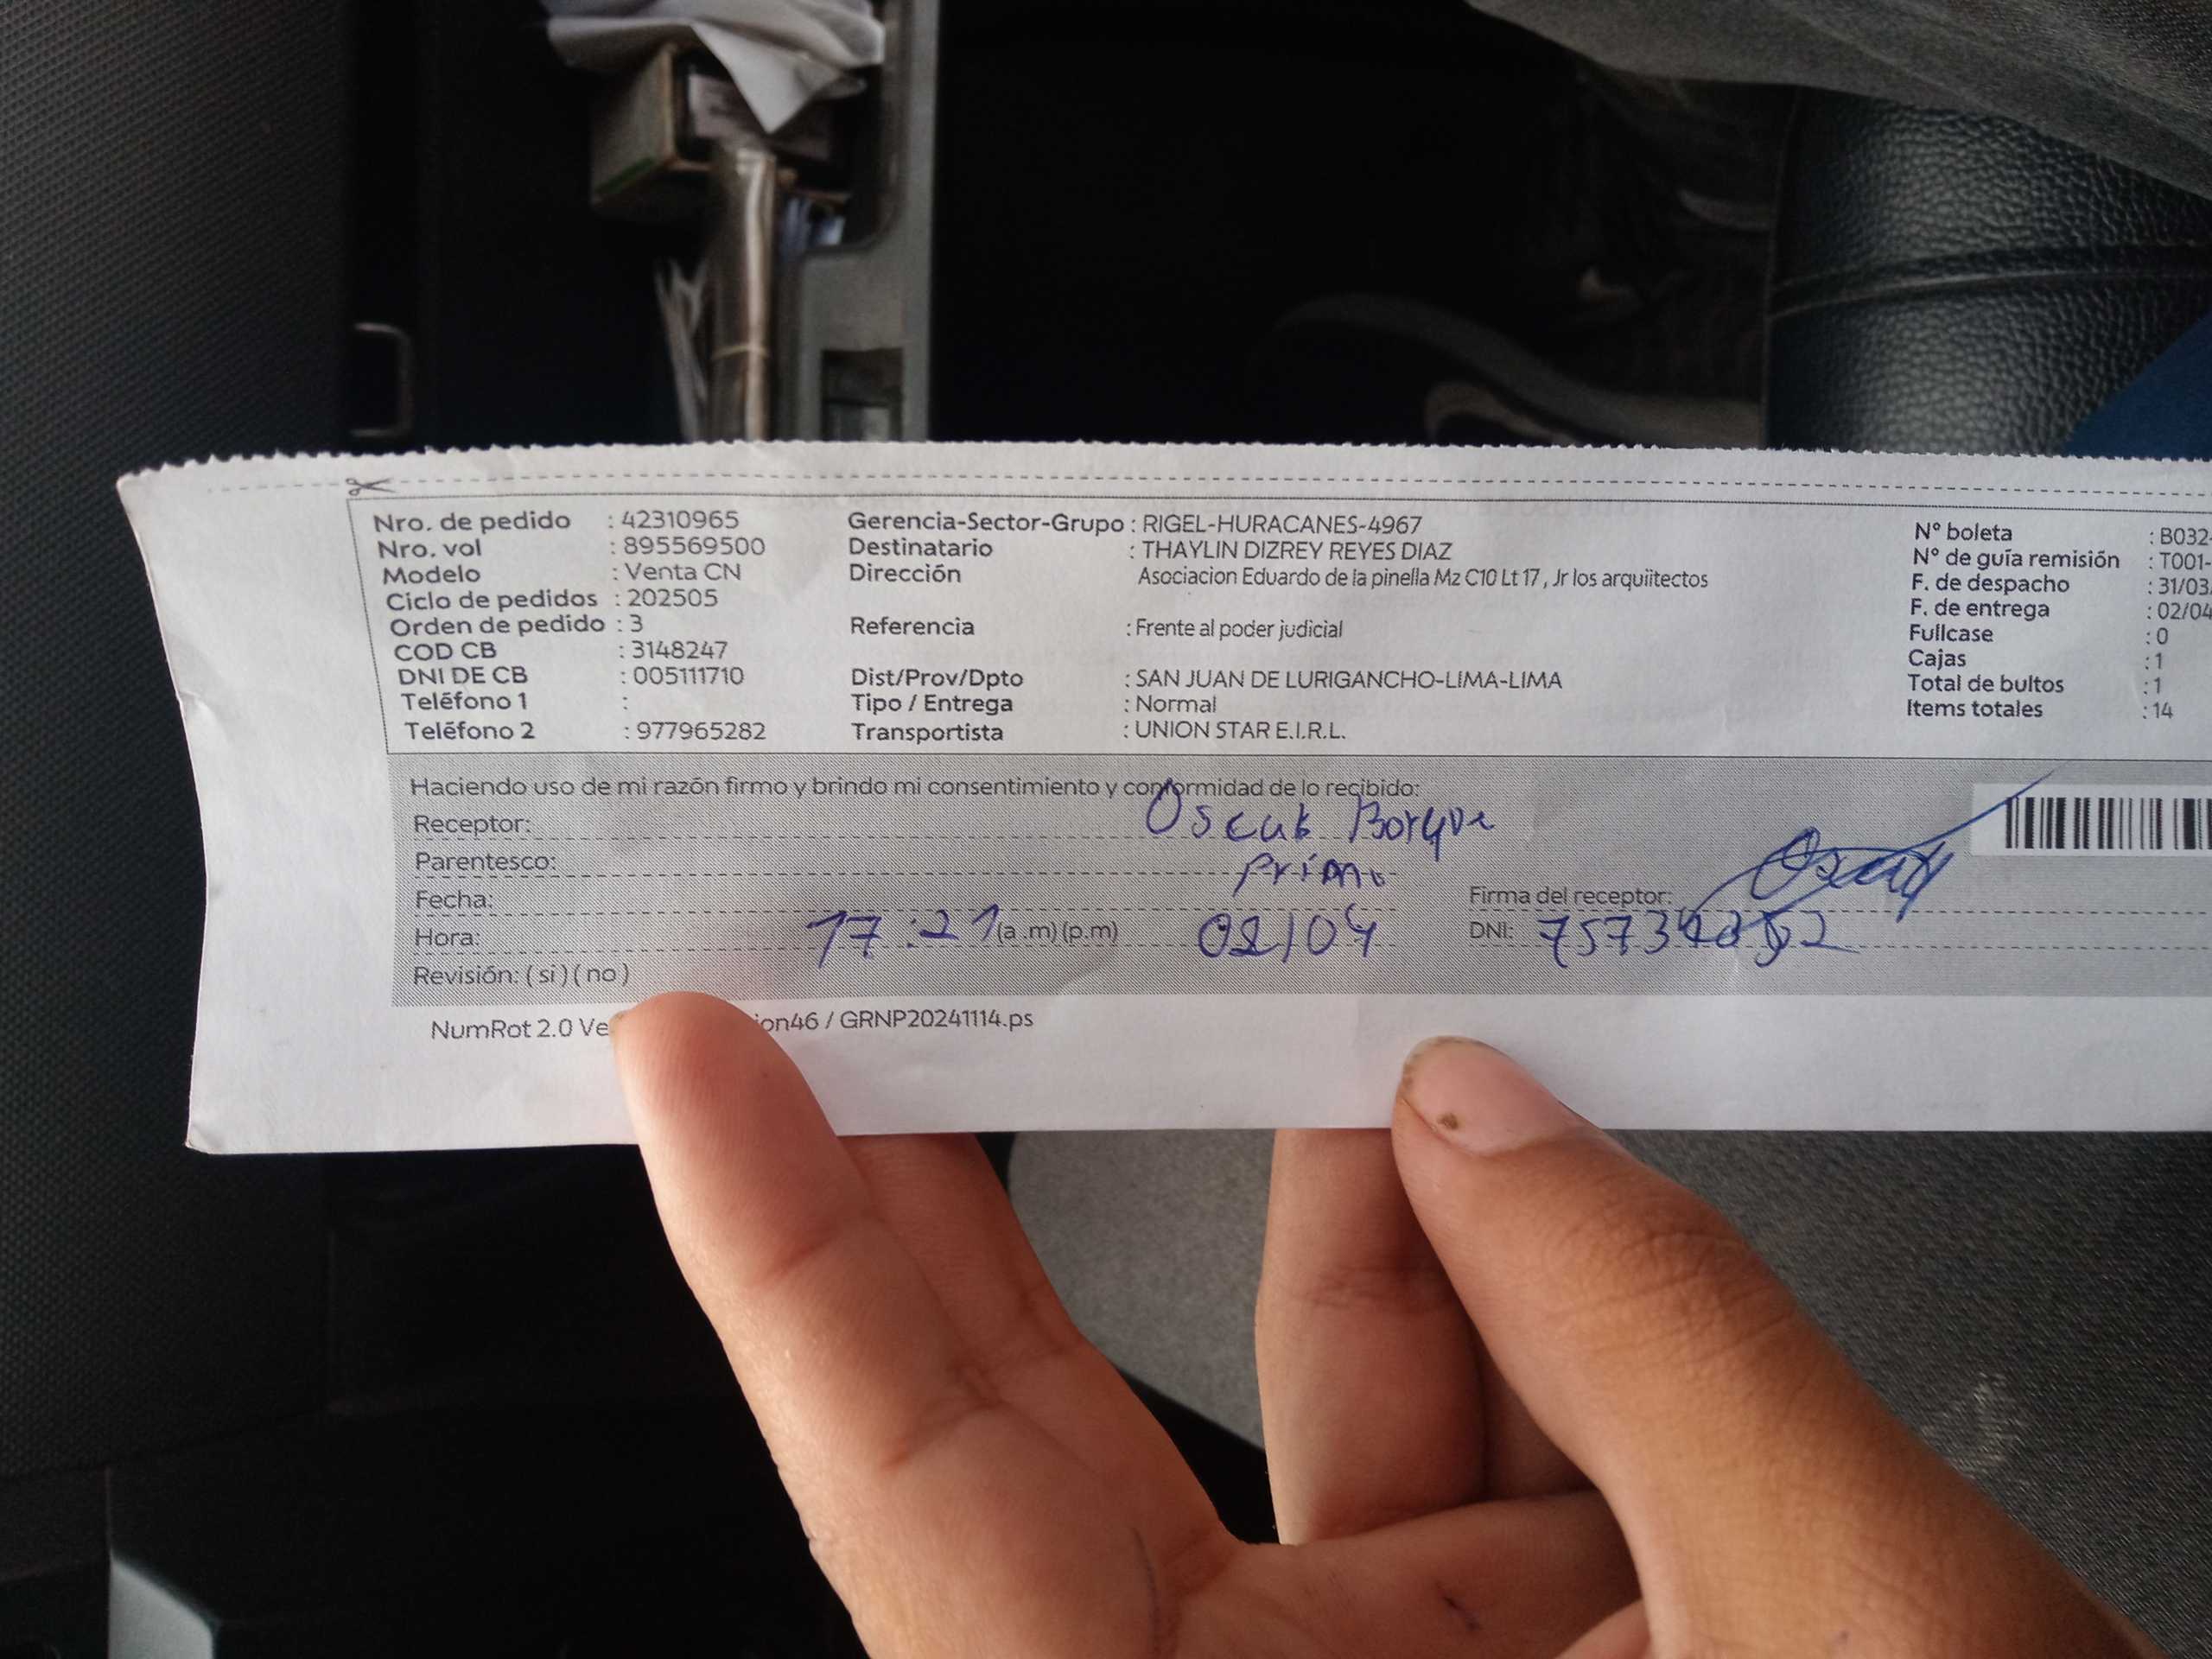 Nro. de pedido : 42310965
Nro. vol : 895569500
Modelo : Venta CN
Ciclo de pedidos : 202505
Orden de pedido : 3
COD CB : 3148247
DNI DE CB : 005111710
Teléfono 1 :
Teléfono 2 : 977965282
Gerencia-Sector-Grupo : RIGEL-HURACANES-4967
Destinatario : THAYLIN DIZREY REYES DIAZ
Dirección Asociacion Eduardo de la pinella Mz C10 Lt 17 , Jr los arquiitectos
Referencia : Frente al poder judicial
Dist/Prov/Dpto : SAN JUAN DE LURIGANCHO-LIMA-LIMA
Tipo / Entrega : Normal
Transportista : UNION STAR E.I.R.L.
N° boleta : B032-
N° de guía remisión : T001-
F. de despacho : 31/03
F. de entrega : 02/04
Fullcase : 0
Cajas : 1
Total de bultos : 1
Items totales : 14
Haciendo uso de mi razón firmo y brindo mi consentimiento y conformidad de lo recibido:
Receptor:
Parentesco: Primo
Fecha:
Hora: 17:21 (a .m) (p.m) 02/04
Revisión: ( si ) ( no )
Firma del receptor:
DNI:
NumRot 2.0 Ve ion46 / GRNP20241114.ps